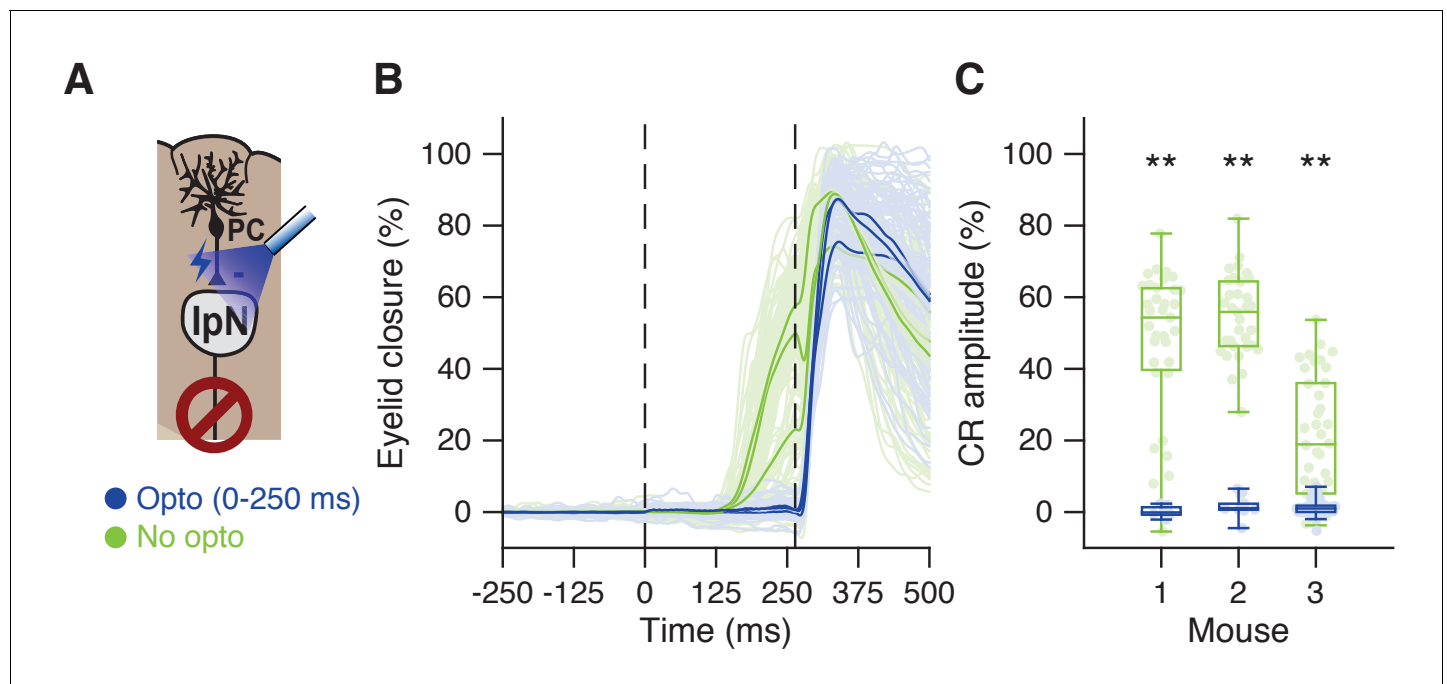 A
PC
-
IpN
Opto (0-250 ms)
No opto
B
Eyelid closure (%)
100
80
60
40
20
0
-250 -125 0 125 250 375 500
Time (ms)
C
CR amplitude (%)
100
80
60
40
20
0
** ** **
1 2 3
Mouse